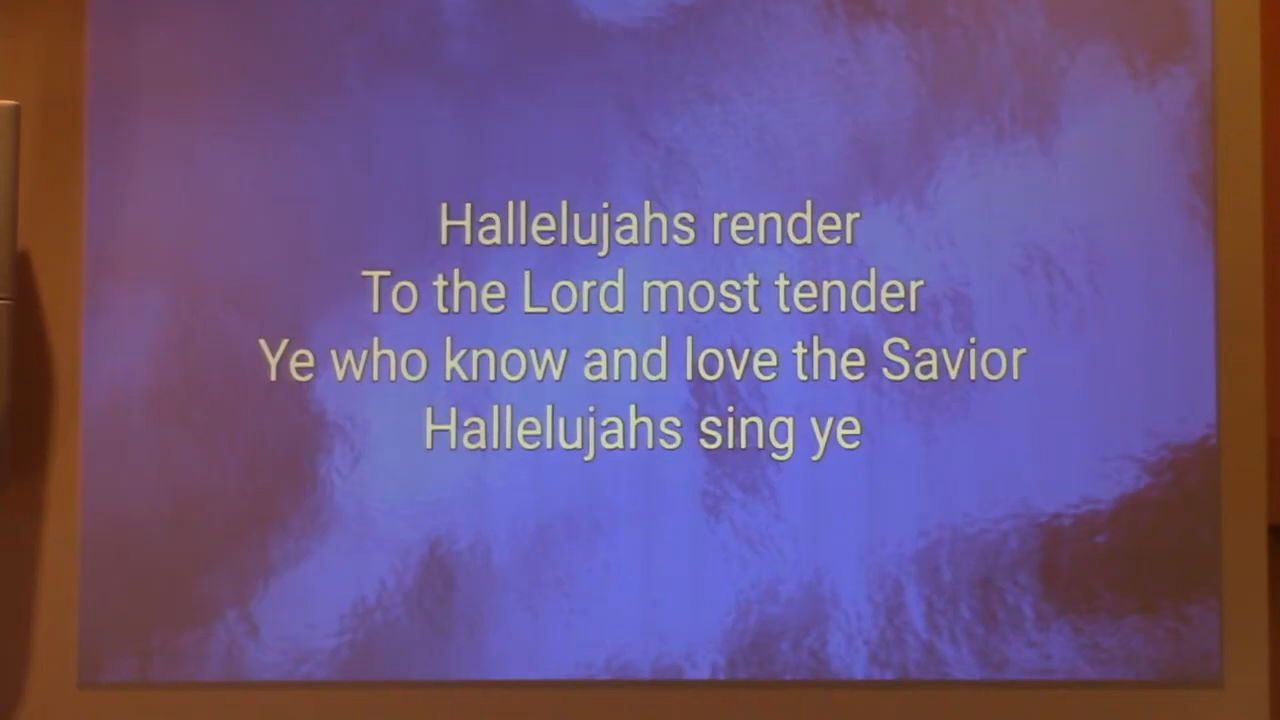 Hallelujahs render
To the Lord most tender
Ye who know and love the Savior
Hallelujahs sing ye